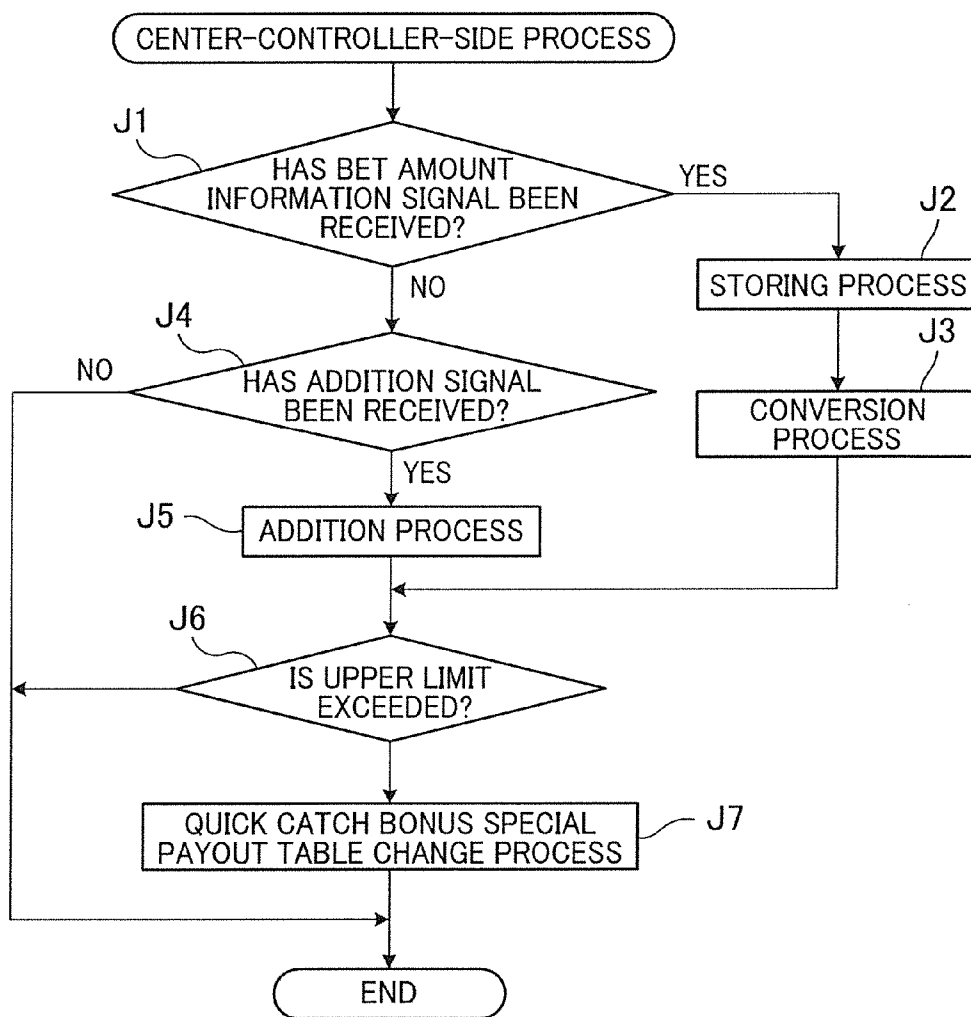 CENTER-CONTROLLER-SIDE PROCESS
J1
HAS BET AMOUNT
INFORMATION SIGNAL BEEN
RECEIVED?
YES
J2
STORING PROCESS
NO
J3
CONVERSION
PROCESS
J4
NO
HAS ADDITION SIGNAL
BEEN RECEIVED?
YES
J5
ADDITION PROCESS
J6
IS UPPER LIMIT
EXCEEDED?
QUICK CATCH BONUS SPECIAL
PAYOUT TABLE CHANGE PROCESS
J7
END